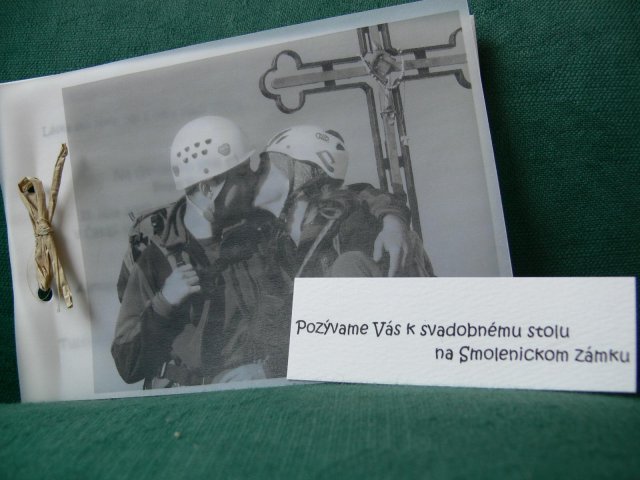 Pozývame Vás k svadobnému stolu
na Smolenickom zámku